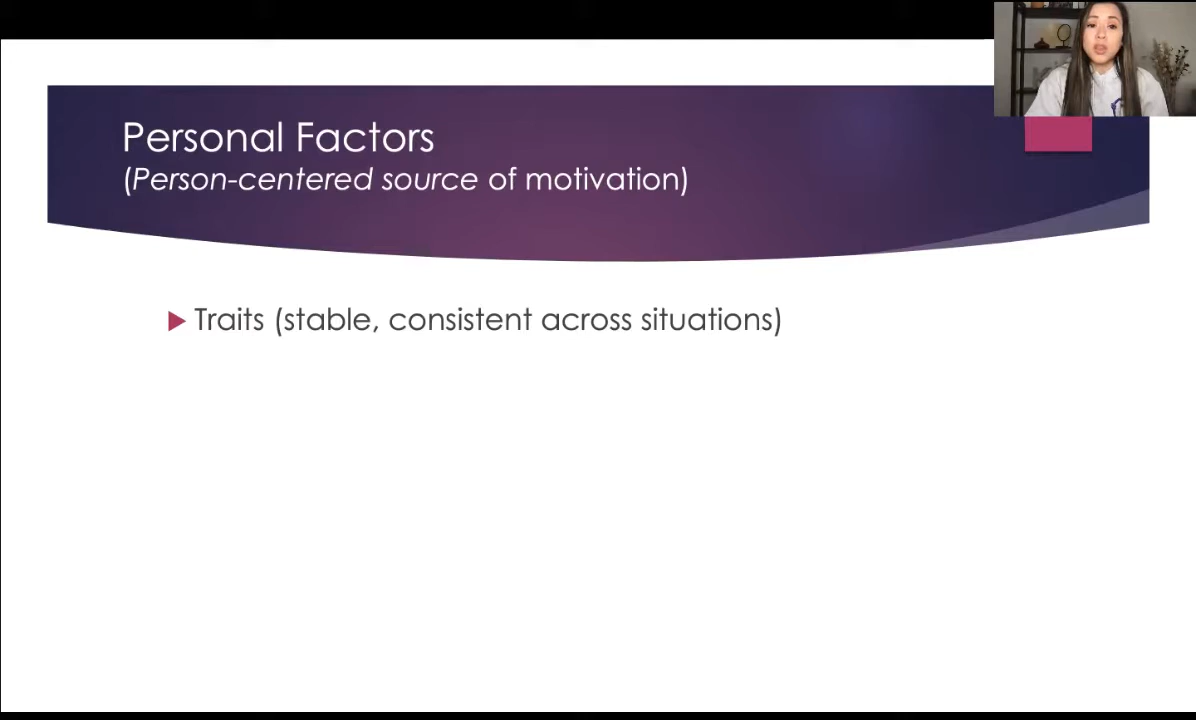 Personal Factors
(Person-centered source of motivation)
Traits (stable, consistent across situations)